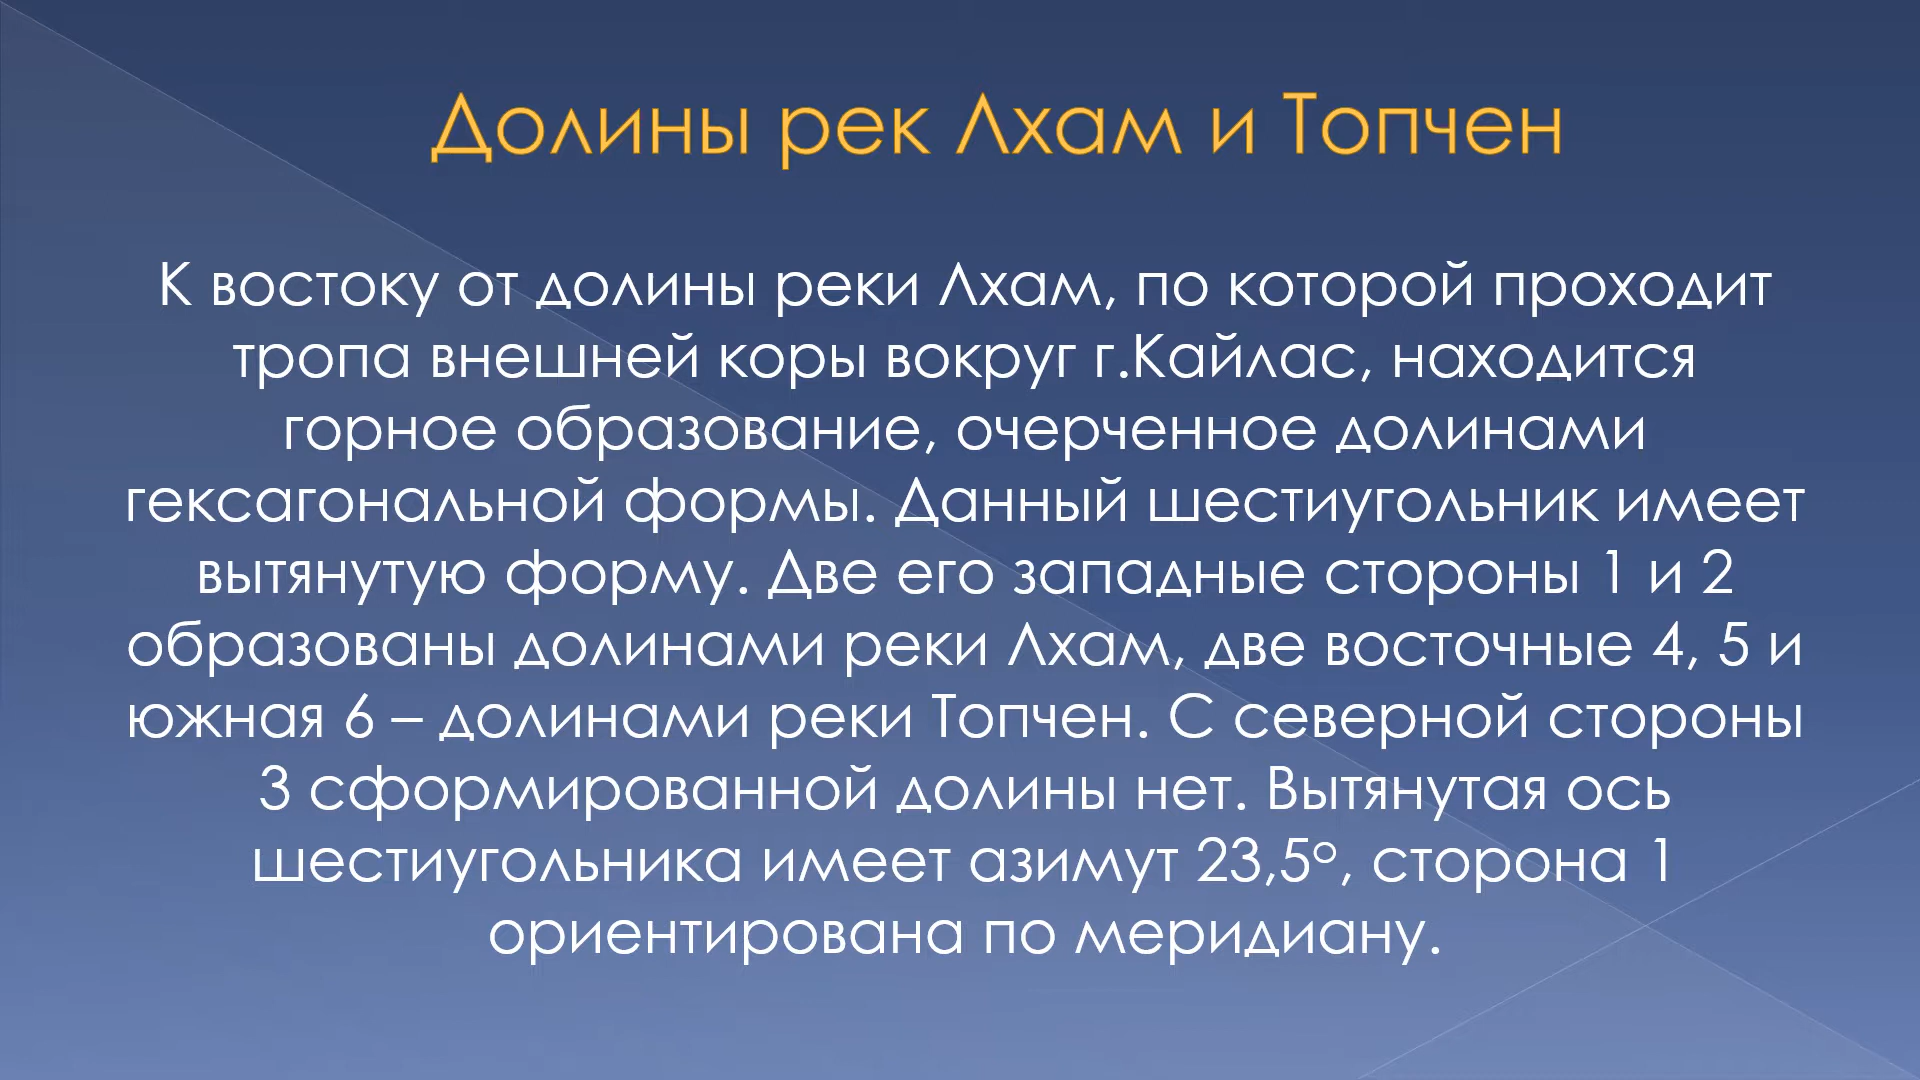 Долины рек Лхам и Топчен
К востоку от долины реки Лхам, по которой проходит
тропа внешней коры вокруг г.Кайлас, находится
горное образование, очерченное долинами
гексагональной формы. Данный шестиугольник имеет
вытянутую форму. Две его западные стороны 1 и 2
образованы долинами реки Лхам, две восточные 4, 5 и
южная 6 – долинами реки Топчен. С северной стороны
3 сформированной долины нет. Вытянутая ось
шестиугольника имеет азимут 23,5°, сторона 1
ориентирована по меридиану.